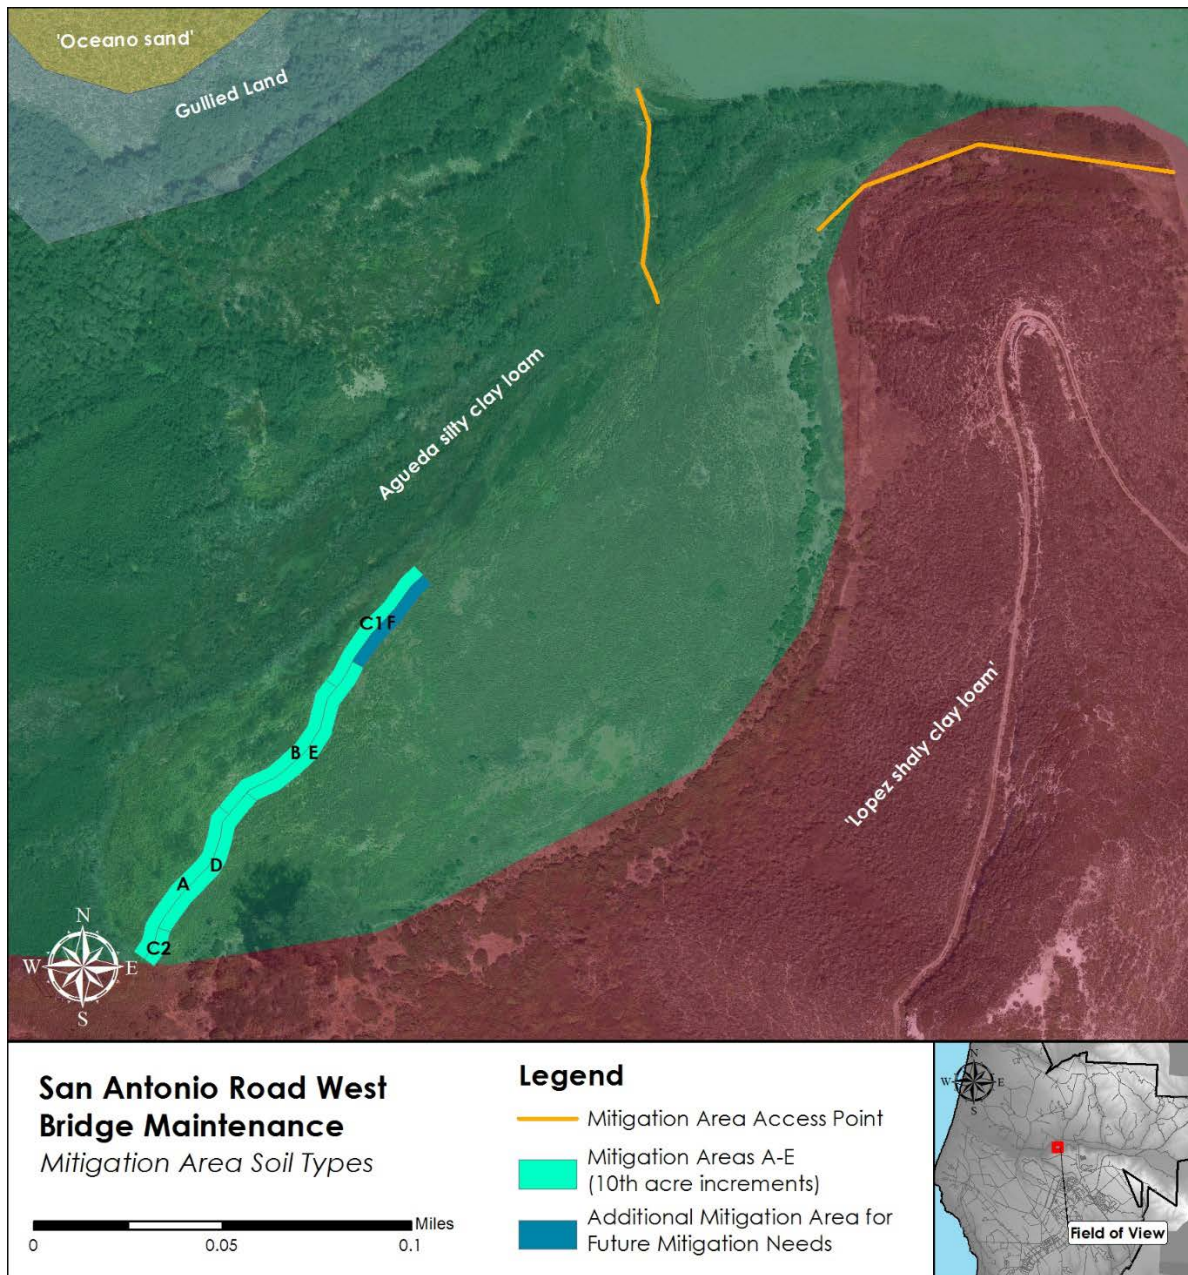 'Oceano sand'
Gullied Land
Agueda silty clay loam
'Lopez shaly clay loam'
C1 F
B E
D
A
C2
N
W E
S
San Antonio Road West
Bridge Maintenance
Mitigation Area Soil Types
Miles
0 0.05 0.1
Legend
Mitigation Area Access Point
Mitigation Areas A-E
(10th acre increments)
Additional Mitigation Area for
Future Mitigation Needs
N
W E
S
Field of View